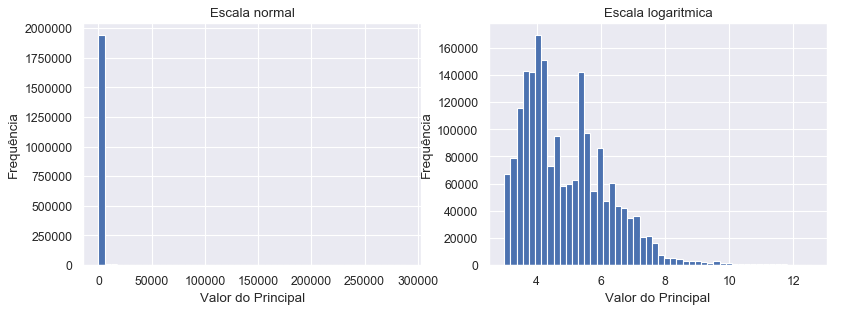 Escala normal
Frequência
2000000
1750000
1500000
1250000
1000000
750000
500000
250000
0
0 50000 100000 150000 200000 250000 300000
Valor do Principal
Escala logaritmica
Frequência
160000
140000
120000
100000
80000
60000
40000
20000
0
4 6 8 10 12
Valor do Principal